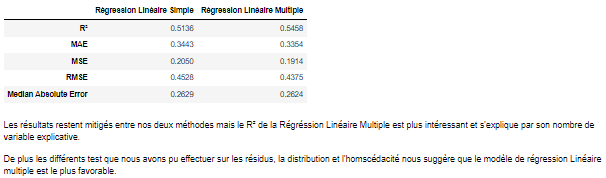 Régression Linéaire Simple Régression Linéaire Multiple
R² 0.5136 0.5458
MAE 0.3443 0.3354
MSE 0.2050 0.1914
RMSE 0.4528 0.4375
Median Absolute Error 0.2629 0.2624
Les résultats restent mitigés entre nos deux méthodes mais le R² de la Régréssion Linéaire Multiple est plus intéressant et s'explique par son nombre de
variable explicative.
De plus les différents test que nous avons pu effectuer sur les résidus, la distribution et l'homscédacité nous suggère que le modèle de régression Linéaire
multiple est le plus favorable.